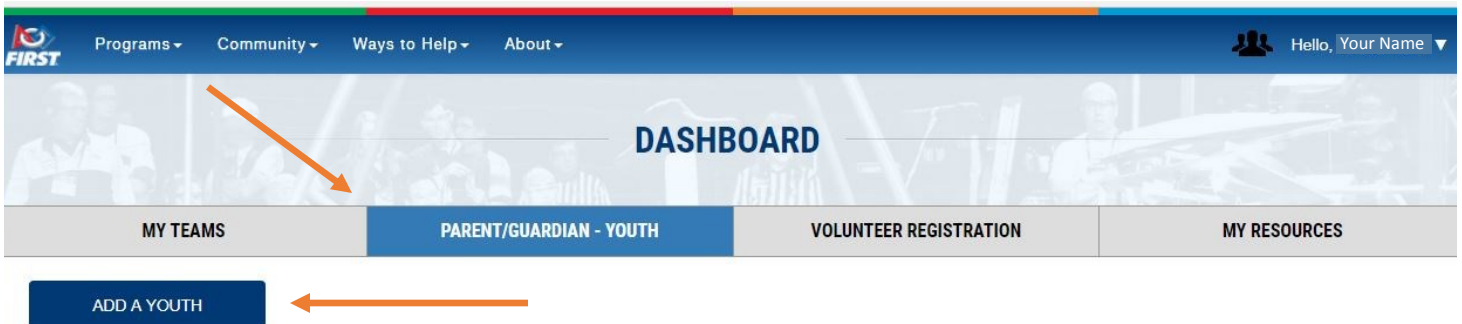 FIRST Programs Community Ways to Help About Hello, Your Name
DASHBOARD
MY TEAMS PARENT/GUARDIAN - YOUTH VOLUNTEER REGISTRATION MY RESOURCES
ADD A YOUTH